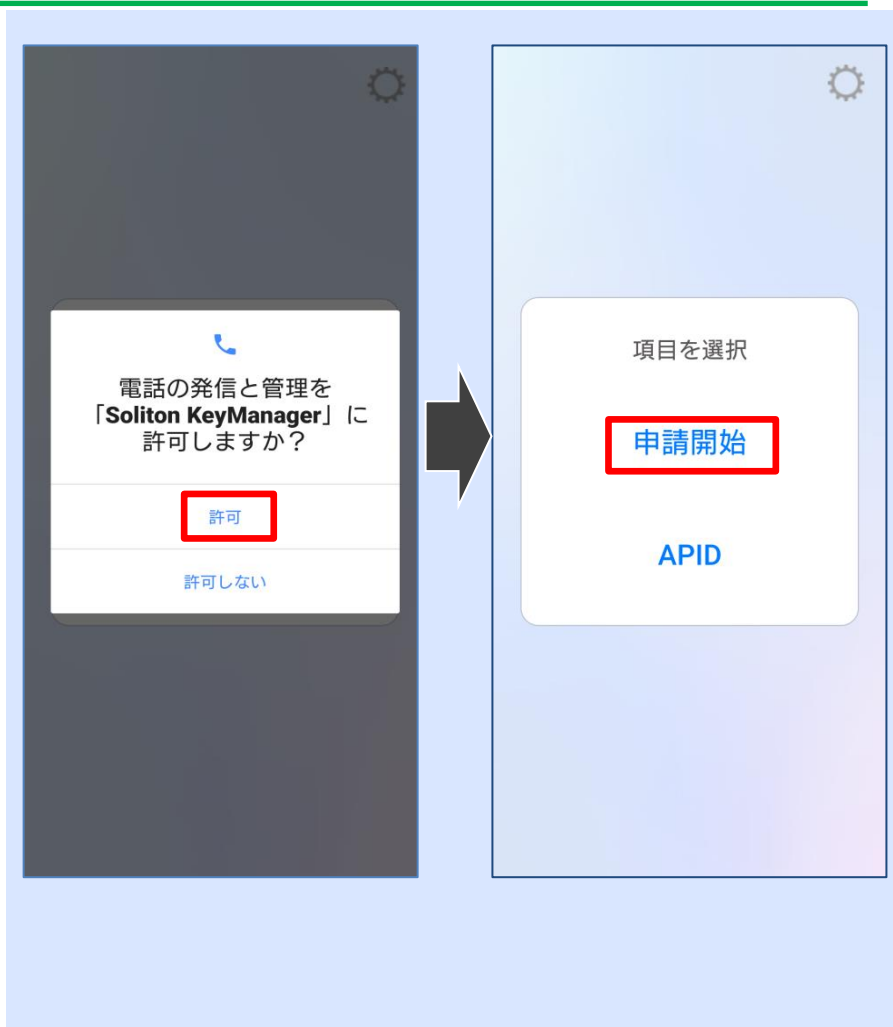 電話の発信と管理を
「Soliton KeyManager」に
許可しますか？
許可
許可しない
項目を選択
申請開始
APID